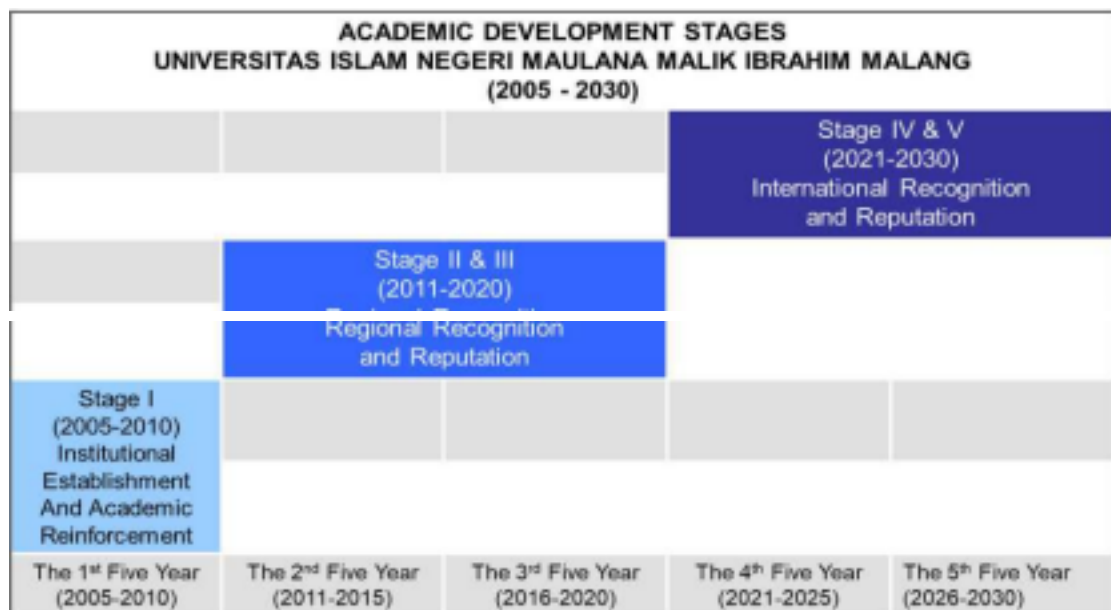 ACADEMIC DEVELOPMENT STAGES
UNIVERSITAS ISLAM NEGERI MAULANA MALIK IBRAHIM MALANG
(2005 - 2030)
Stage IV & V
(2021-2030)
International Recognition
and Reputation
Stage II & III
(2011-2020)
Regional Recognition
and Reputation
Stage I
(2005-2010)
Institutional
Establishment
And Academic
Reinforcement
The 1st Five Year
(2005-2010)
The 2nd Five Year
(2011-2015)
The 3rd Five Year
(2016-2020)
The 4th Five Year
(2021-2025)
The 5th Five Year
(2026-2030)